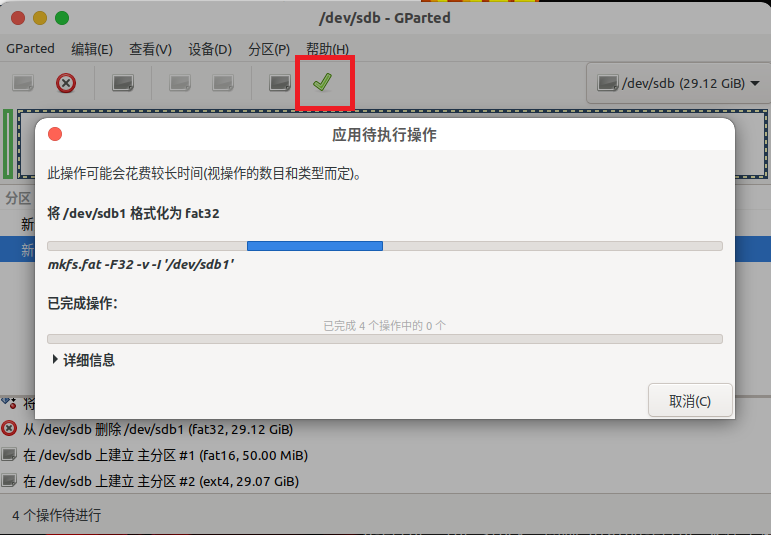 /dev/sdb - GParted
GParted 编辑(E) 查看(V) 设备(D) 分区(P) 帮助(H)
/dev/sdb (29.12 GiB)
应用待执行操作
此操作可能会花费较长时间(视操作的数目和类型而定)。
将 /dev/sdb1 格式化为 fat32
mkfs.fat -F32 -v -I '/dev/sdb1'
已完成操作:
已完成 4 个操作中的 0 个
详细信息
取消(C)
分区
新
新
从 /dev/sdb 删除 /dev/sdb1 (fat32, 29.12 GiB)
在 /dev/sdb 上建立 主分区 #1 (fat16, 50.00 MiB)
在 /dev/sdb 上建立 主分区 #2 (ext4, 29.07 GiB)
4 个操作待进行